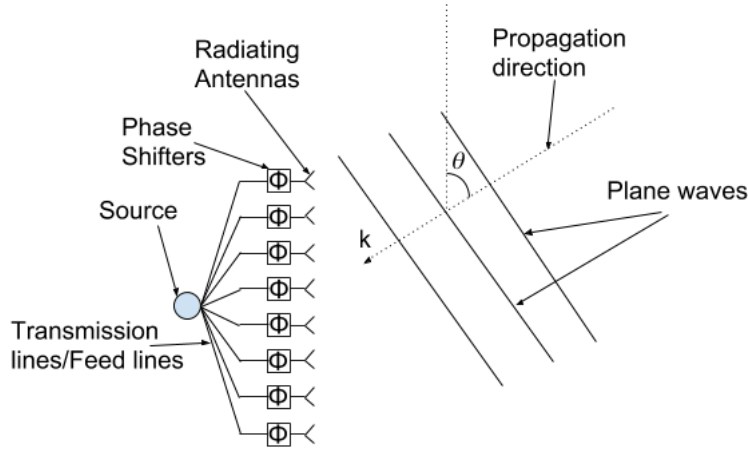 Radiating
Antennas
Propagation
direction
Phase
Shifters
θ
Plane waves
Source
k
Φ
Φ
Φ
Φ
Φ
Φ
Φ
Φ
Transmission
lines/Feed lines